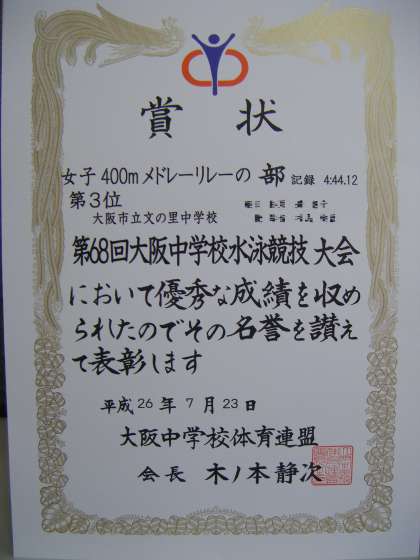 賞状
女子400mメドレーリレーの部 記録 4:44.12
第3位
大阪市立文の里中学校
第68回大阪中学校水泳競技大会
において優秀な成績を収め
られたのでその名誉を讃え
て表彰します
平成26年7月23日
大阪中学校体育連盟
会長 木ノ本静次